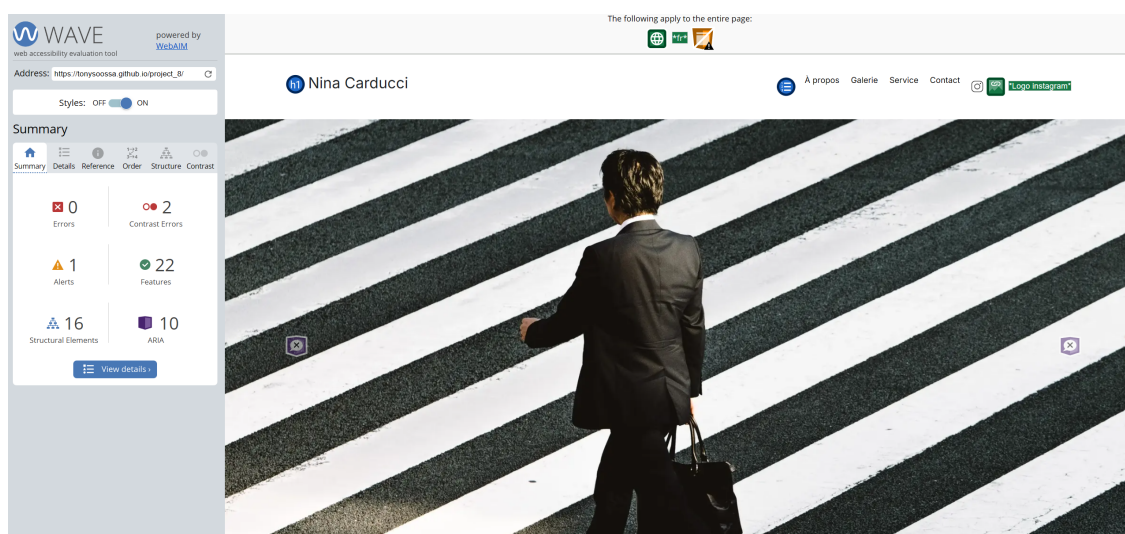 WAVE
web accessibility evaluation tool
powered by
WebAIM
Address: https://tonysoossa.github.io/project_8/
Styles: OFF ON
Summary
Summary Details Reference Order Structure Contrast
0
Errors
2
Contrast Errors
1
Alerts
22
Features
16
Structural Elements
10
ARIA
View details ›
The following apply to the entire page:
*fr*
h1 Nina Carducci
À propos Galerie Service Contact *Logo instagram*